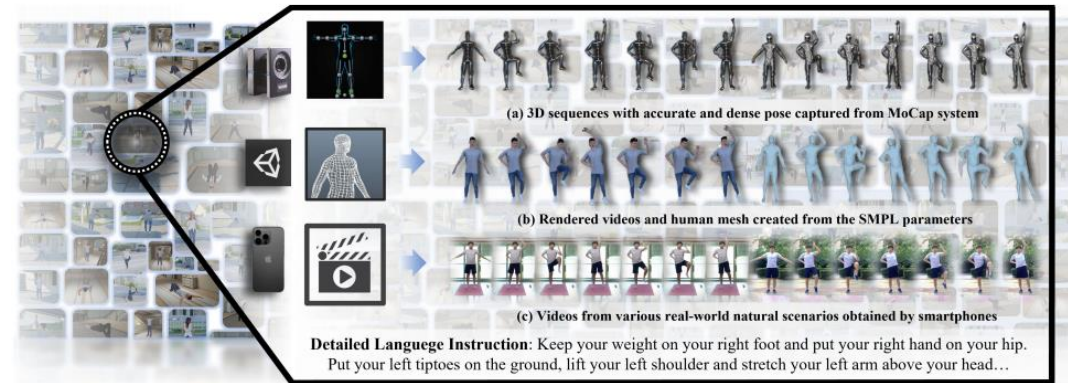 (a) 3D sequences with accurate and dense pose captured from MoCap system
(b) Rendered videos and human mesh created from the SMPL parameters
(c) Videos from various real-world natural scenarios obtained by smartphones
Detailed Languege Instruction: Keep your weight on your right foot and put your right hand on your hip.
Put your left tiptoes on the ground, lift your left shoulder and stretch your left arm above your head…